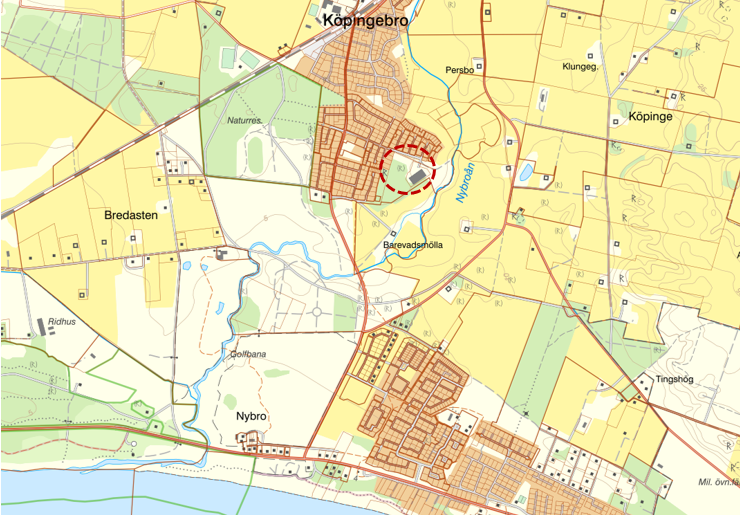 Köpingebro
Persbo
Klungeg.
Köpinge
Naturres.
Nybroån
Bredasten
Barevadsmölla
Ridhus
Golfbana
Tingshög
Nybro
Mil. övn.fä